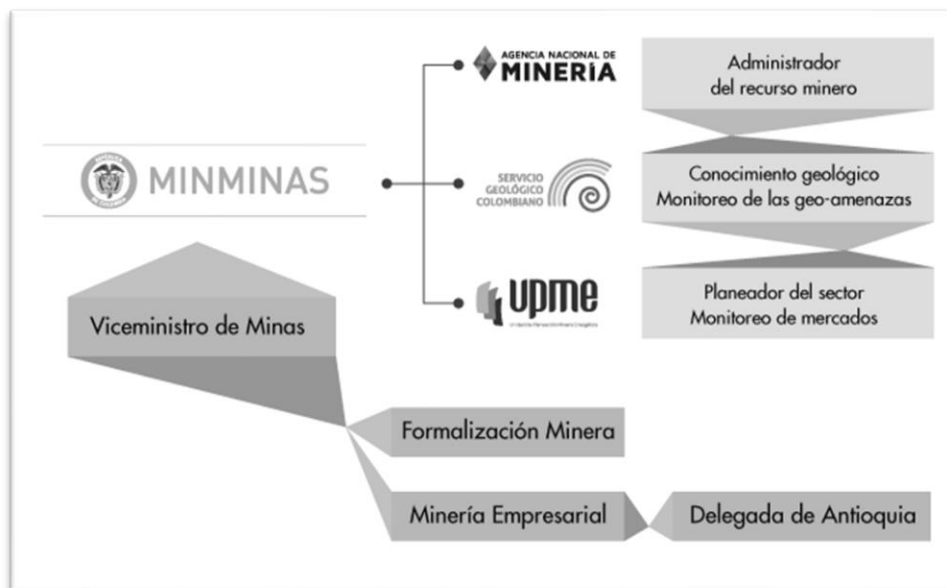 AGENCIA NACIONAL DE
MINERÍA
Administrador
del recurso minero
MINMINAS
SERVICIO
GEOLÓGICO
COLOMBIANO
Conocimiento geológico
Monitoreo de las geo-amenazas
upme
Planeador del sector
Monitoreo de mercados
Viceministro de Minas
Formalización Minera
Minería Empresarial
Delegada de Antioquia